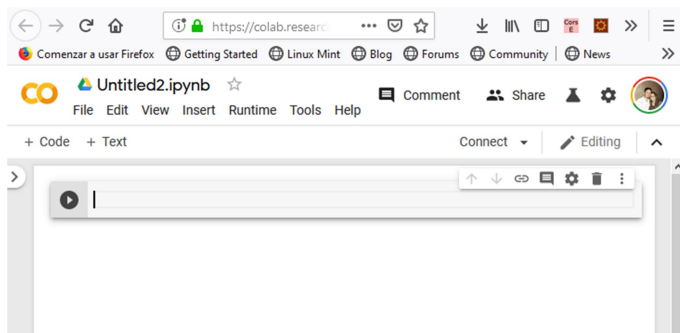 https://colab.researc
Cors
E
Comenzar a usar Firefox Getting Started Linux Mint Blog Forums Community News
CO Untitled2.ipynb
File Edit View Insert Runtime Tools Help
Comment Share
+ Code + Text
Connect Editing